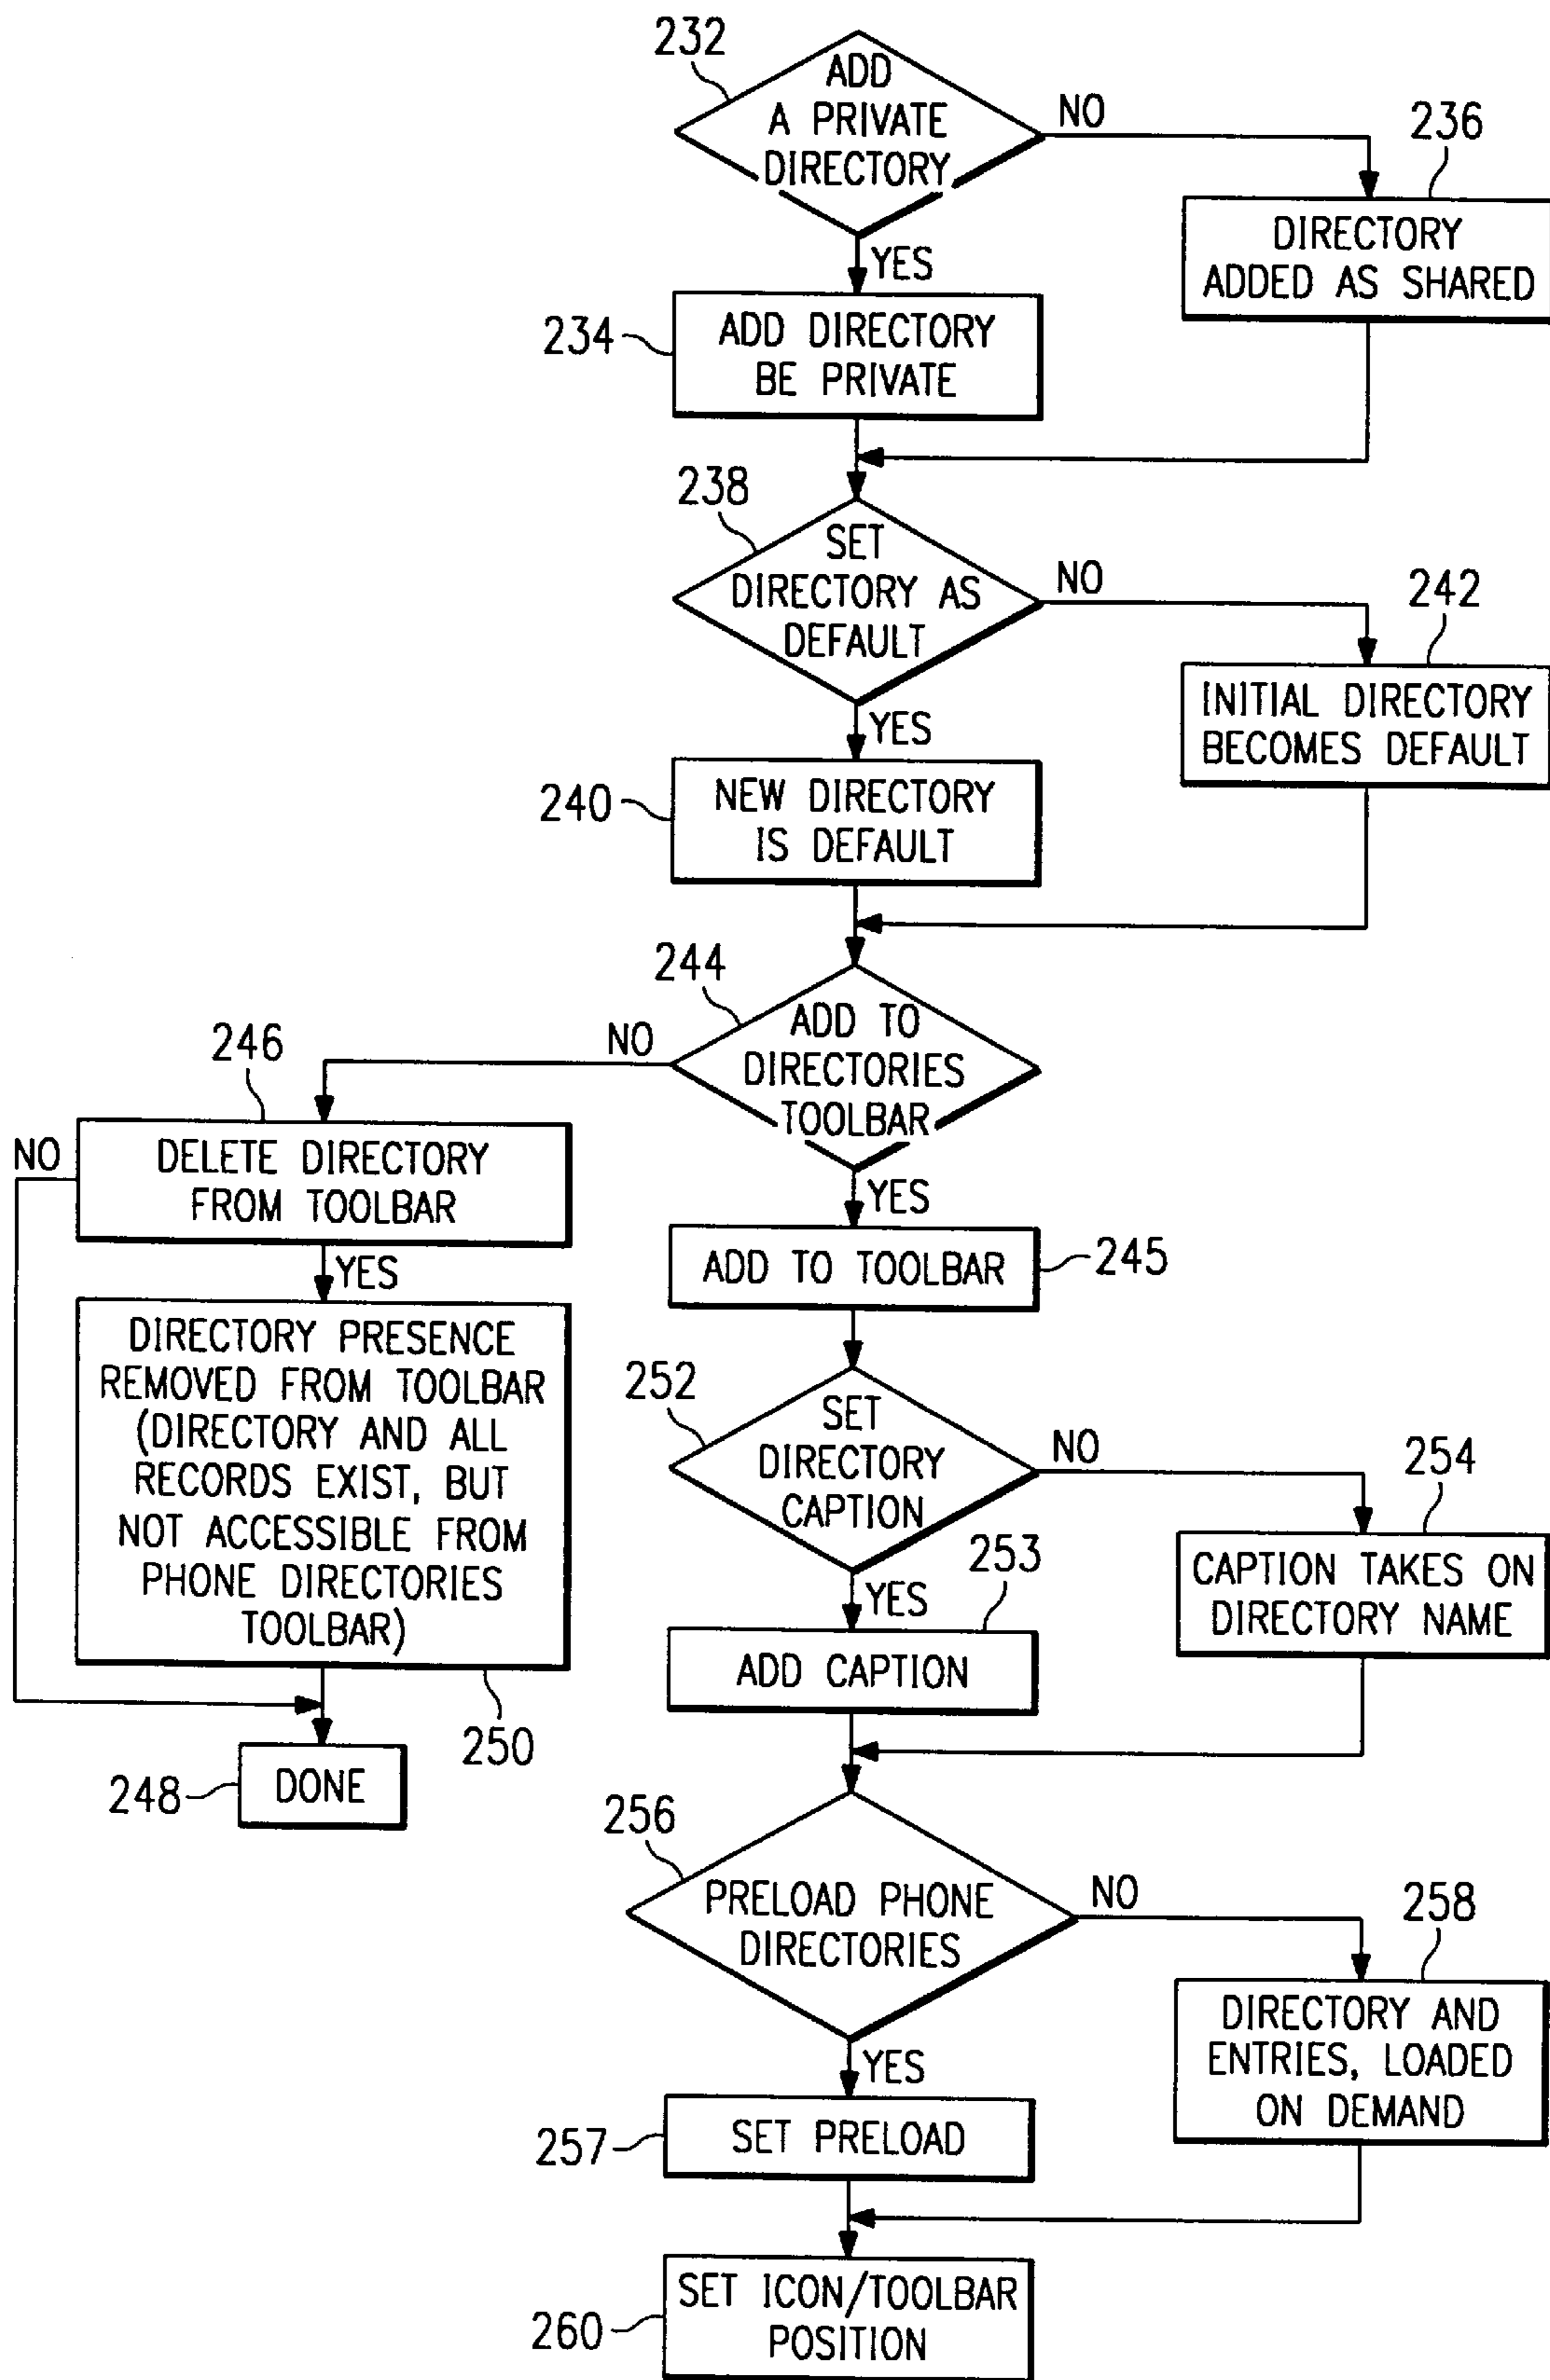 232
ADD
A PRIVATE
DIRECTORY
NO
236
DIRECTORY
ADDED AS SHARED
YES
234
ADD DIRECTORY
BE PRIVATE
238
SET
DIRECTORY AS
DEFAULT
NO
242
INITIAL DIRECTORY
BECOMES DEFAULT
YES
240
NEW DIRECTORY
IS DEFAULT
244
ADD TO
DIRECTORIES
TOOLBAR
NO
246
DELETE DIRECTORY
FROM TOOLBAR
NO
YES
DIRECTORY PRESENCE
REMOVED FROM TOOLBAR
(DIRECTORY AND ALL
RECORDS EXIST, BUT
NOT ACCESSIBLE FROM
PHONE DIRECTORIES
TOOLBAR)
250
248
DONE
YES
ADD TO TOOLBAR
245
252
SET
DIRECTORY
CAPTION
NO
254
CAPTION TAKES ON
DIRECTORY NAME
YES
253
ADD CAPTION
256
PRELOAD PHONE
DIRECTORIES
NO
258
DIRECTORY AND
ENTRIES, LOADED
ON DEMAND
YES
257
SET PRELOAD
260
SET ICON/TOOLBAR
POSITION